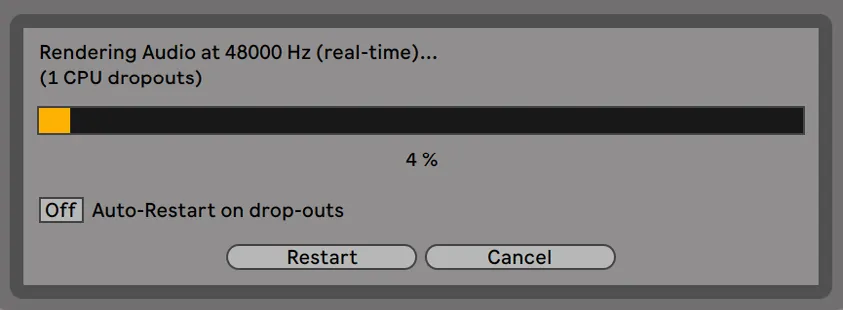 Rendering Audio at 48000 Hz (real-time)...
(1 CPU dropouts)
4 %
Off Auto-Restart on drop-outs
Restart Cancel